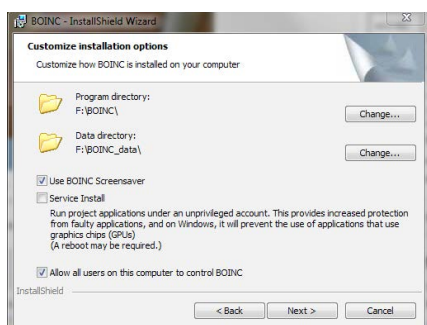 BOINC - InstallShield Wizard
Customize installation options
Customize how BOINC is installed on your computer
Program directory:
F:\BOINC\
Change...
Data directory:
F:\BOINC_data\
Change...
Use BOINC Screensaver
Service Install
Run project applications under an unprivileged account. This provides increased protection
from faulty applications, and on Windows, it will prevent the use of applications that use
graphics chips (GPUs)
(A reboot may be required.)
Allow all users on this computer to control BOINC
InstallShield
< Back Next > Cancel